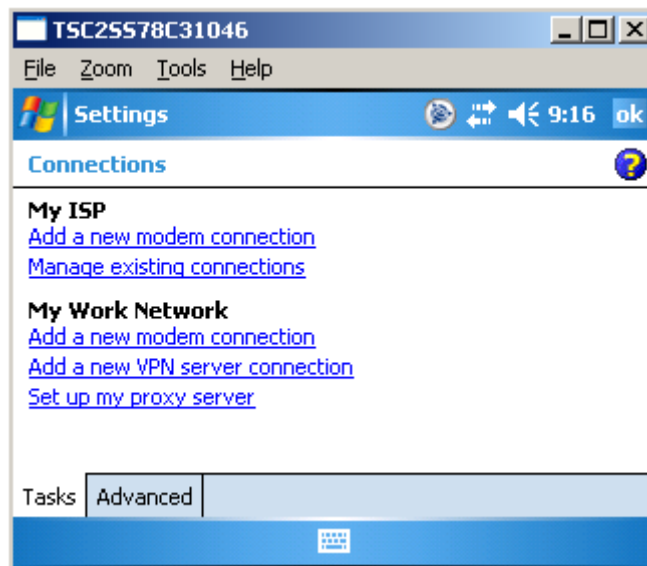 TSC2SS78C31046
File Zoom Tools Help
Settings 9:16 ok
Connections
My ISP
Add a new modem connection
Manage existing connections
My Work Network
Add a new modem connection
Add a new VPN server connection
Set up my proxy server
Tasks Advanced